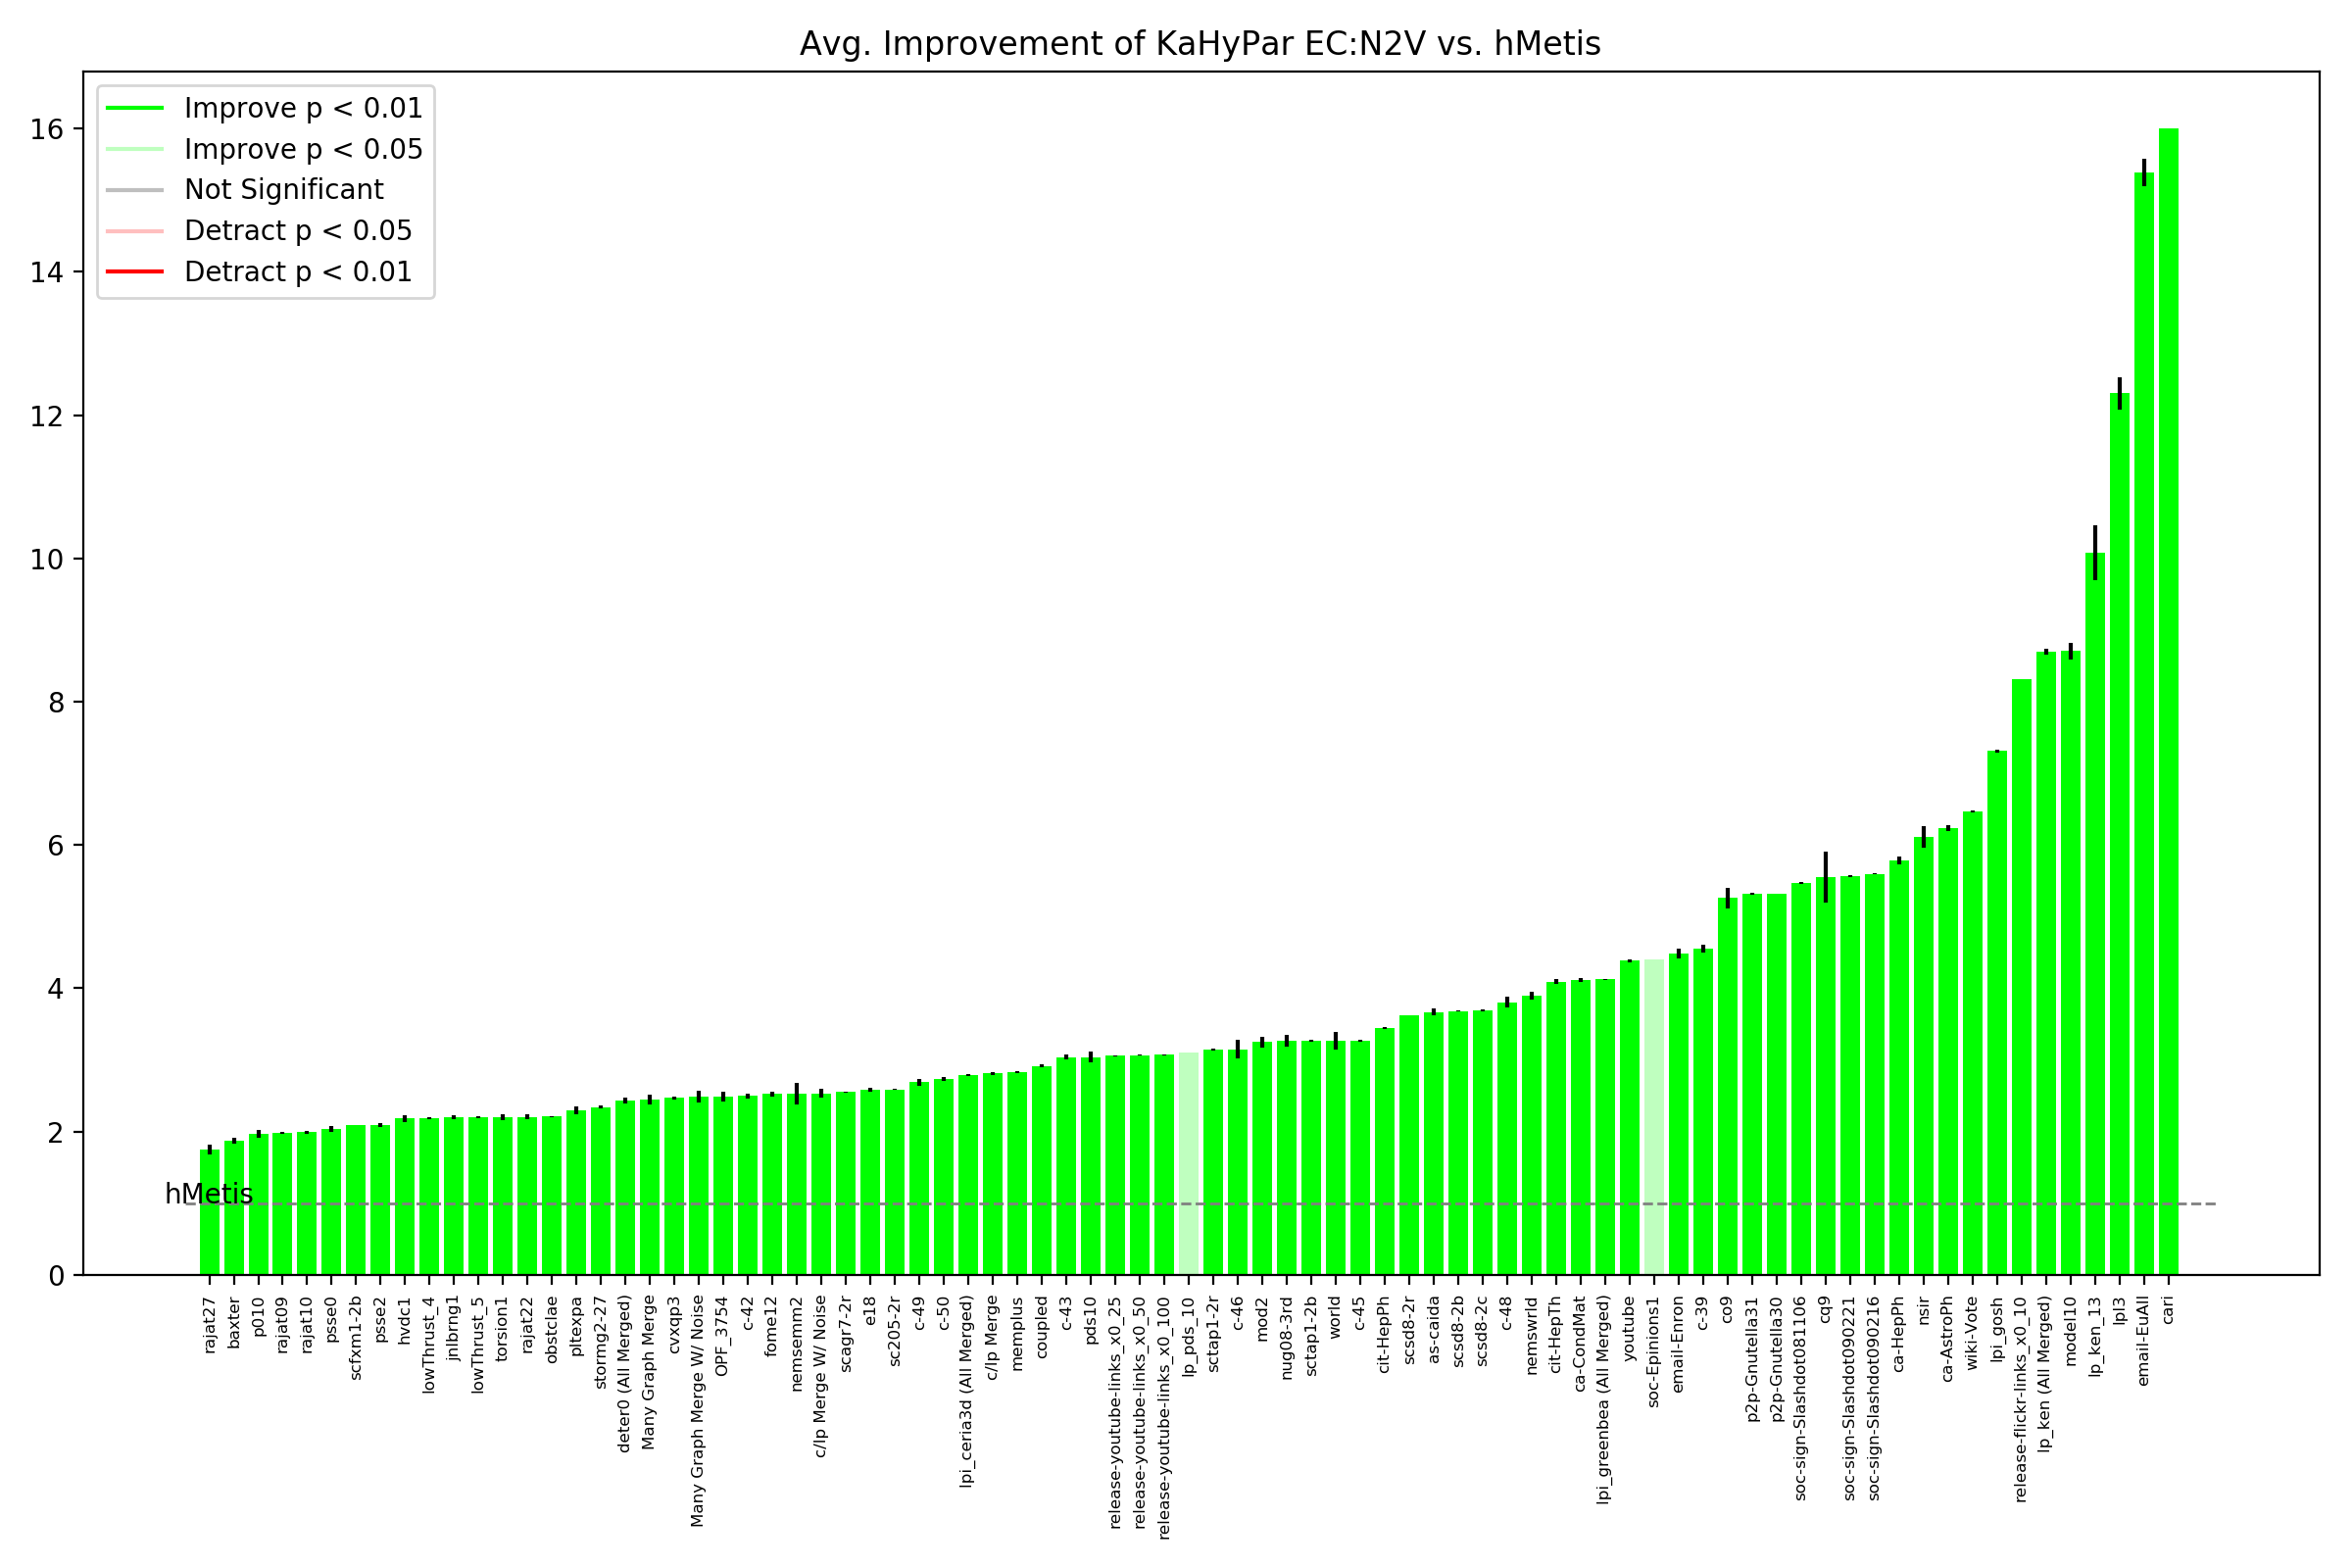 Avg. Improvement of KaHyPar EC:N2V vs. hMetis
Improve p < 0.01
Improve p < 0.05
Not Significant
Detract p < 0.05
Detract p < 0.01
16
14
12
10
8
6
4
2
0
hMetis
rajat27
baxter
p010
rajat09
rajat10
psse0
scfxm1-2b
psse2
hvdc1
lowThrust_4
jnlbrng1
lowThrust_5
torsion1
rajat22
obstclae
pltexpa
stormg2-27
deter0 (All Merged)
Many Graph Merge
cvxqp3
Many Graph Merge W/ Noise
OPF_3754
c-42
fome12
nemsemm2
c/lp Merge W/ Noise
scagr7-2r
e18
sc205-2r
c-49
c-50
lpi_ceria3d (All Merged)
c/lp Merge
memplus
coupled
c-43
pds10
release-youtube-links_x0_25
release-youtube-links_x0_50
release-youtube-links_x0_100
lp_pds_10
sctap1-2r
c-46
mod2
nug08-3rd
sctap1-2b
world
c-45
cit-HepPh
scsd8-2r
as-caida
scsd8-2b
scsd8-2c
c-48
nemswrld
cit-HepTh
ca-CondMat
lpi_greenbea (All Merged)
youtube
soc-Epinions1
email-Enron
c-39
co9
p2p-Gnutella31
p2p-Gnutella30
soc-sign-Slashdot081106
cq9
soc-sign-Slashdot090221
soc-sign-Slashdot090216
ca-HepPh
nsir
ca-AstroPh
wiki-Vote
lpi_gosh
release-flickr-links_x0_10
lp_ken (All Merged)
model10
lp_ken_13
lpl3
email-EuAll
cari